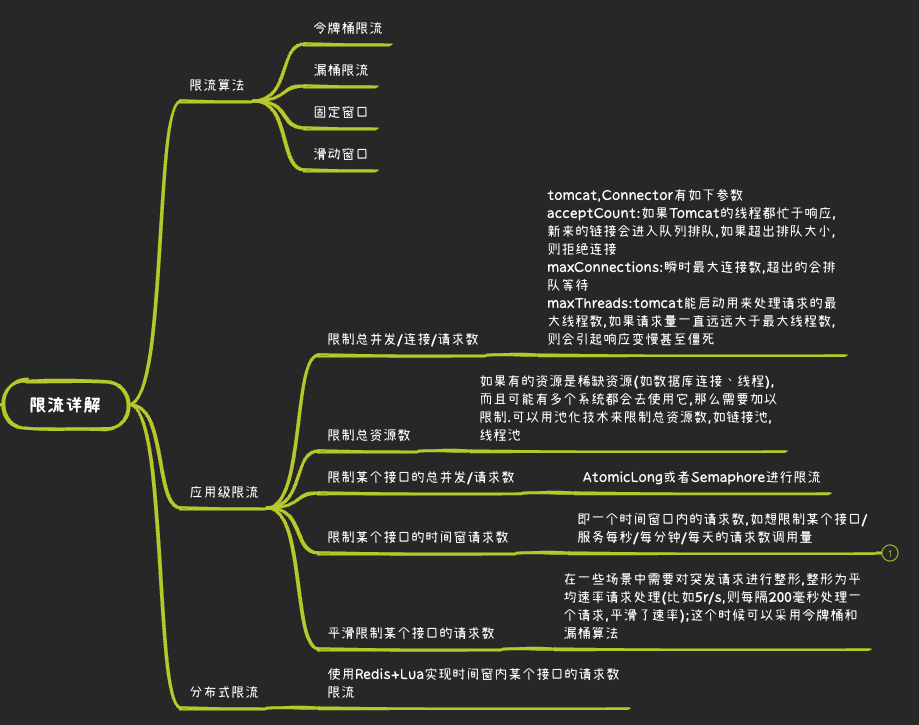 限流详解
限流算法
令牌桶限流
漏桶限流
固定窗口
滑动窗口
应用级限流
限制总并发/连接/请求数
tomcat,Connector有如下参数
acceptCount:如果Tomcat的线程都忙于响应,
新来的链接会进入队列排队,如果超出排队大小,
则拒绝连接
maxConnections:瞬时最大连接数,超出的会排
队等待
maxThreads:tomcat能启动用来处理请求的最
大线程数,如果请求量一直远远大于最大线程数,
则会引起响应变慢甚至僵死
限制总资源数
如果有的资源是稀缺资源(如数据库连接、线程),
而且可能有多个系统都会去使用它,那么需要加以
限制.可以用池化技术来限制总资源数,如链接池,
线程池
限制某个接口的总并发/请求数
AtomicLong或者Semaphore进行限流
限制某个接口的时间窗请求数
即一个时间窗口内的请求数,如想限制某个接口/
服务每秒/每分钟/每天的请求数调用量
1
平滑限制某个接口的请求数
在一些场景中需要对突发请求进行整形,整形为平
均速率请求处理(比如5r/s,则每隔200毫秒处理一
个请求,平滑了速率);这个时候可以采用令牌桶和
漏桶算法
分布式限流
使用Redis+Lua实现时间窗内某个接口的请求数
限流